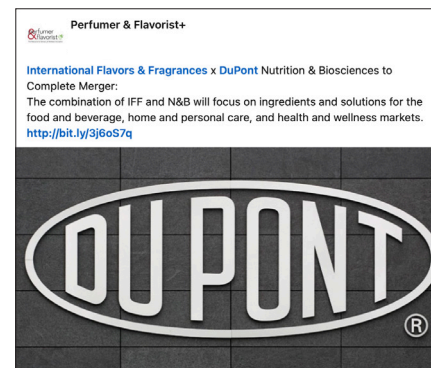 Perfumer & Flavorist+
Perfumer
& Flavorist+
International Flavors & Fragrances x DuPont Nutrition & Biosciences to
Complete Merger:
The combination of IFF and N&B will focus on ingredients and solutions for the
food and beverage, home and personal care, and health and wellness markets.
http://bit.ly/3j6oS7q
DUPONT
®